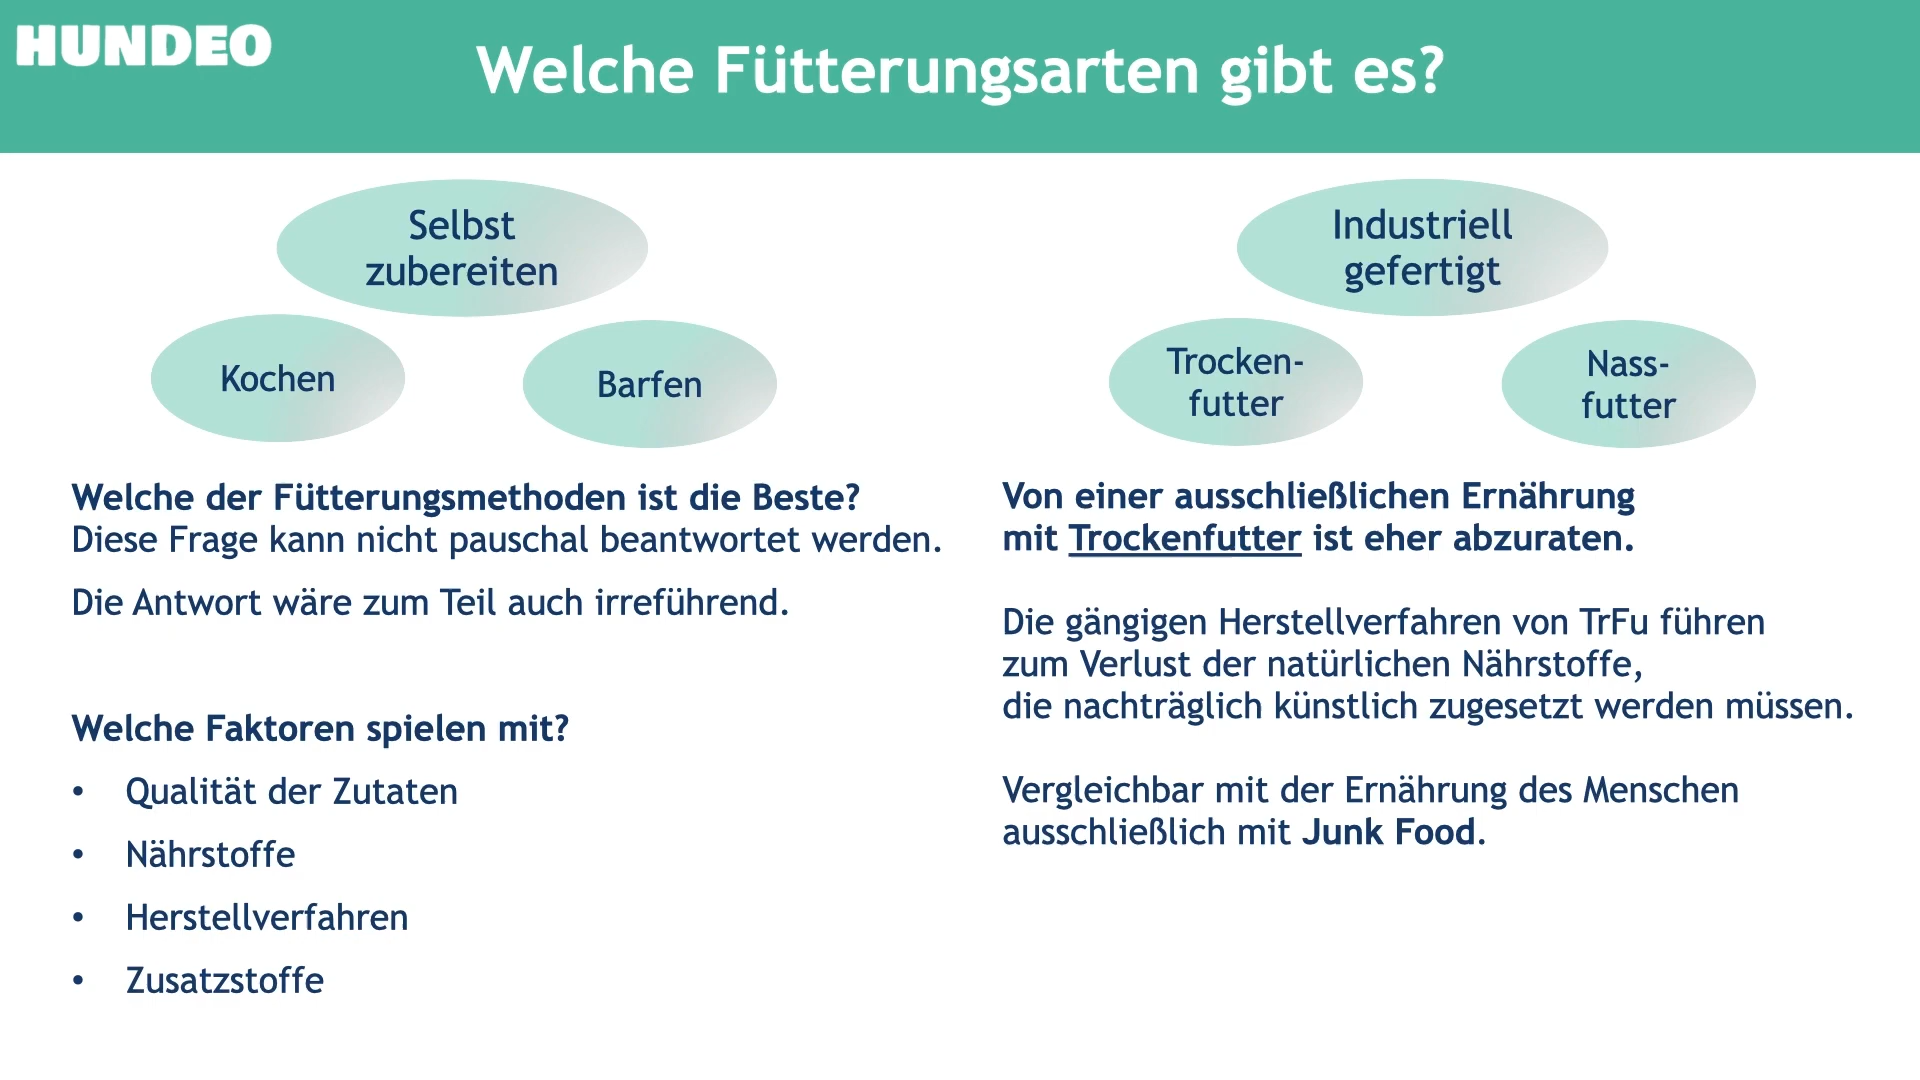 HUNDEO
Welche Fütterungsarten gibt es?
Selbst
zubereiten
Kochen
Barfen
Industriell
gefertigt
Trocken-
futter
Nass-
futter
Welche der Fütterungsmethoden ist die Beste?
Diese Frage kann nicht pauschal beantwortet werden.
Die Antwort wäre zum Teil auch irreführend.
Welche Faktoren spielen mit?
• Qualität der Zutaten
• Nährstoffe
• Herstellverfahren
• Zusatzstoffe
Von einer ausschließlichen Ernährung
mit Trockenfutter ist eher abzuraten.
Die gängigen Herstellverfahren von TrFu führen
zum Verlust der natürlichen Nährstoffe,
die nachträglich künstlich zugesetzt werden müssen.
Vergleichbar mit der Ernährung des Menschen
ausschließlich mit Junk Food.